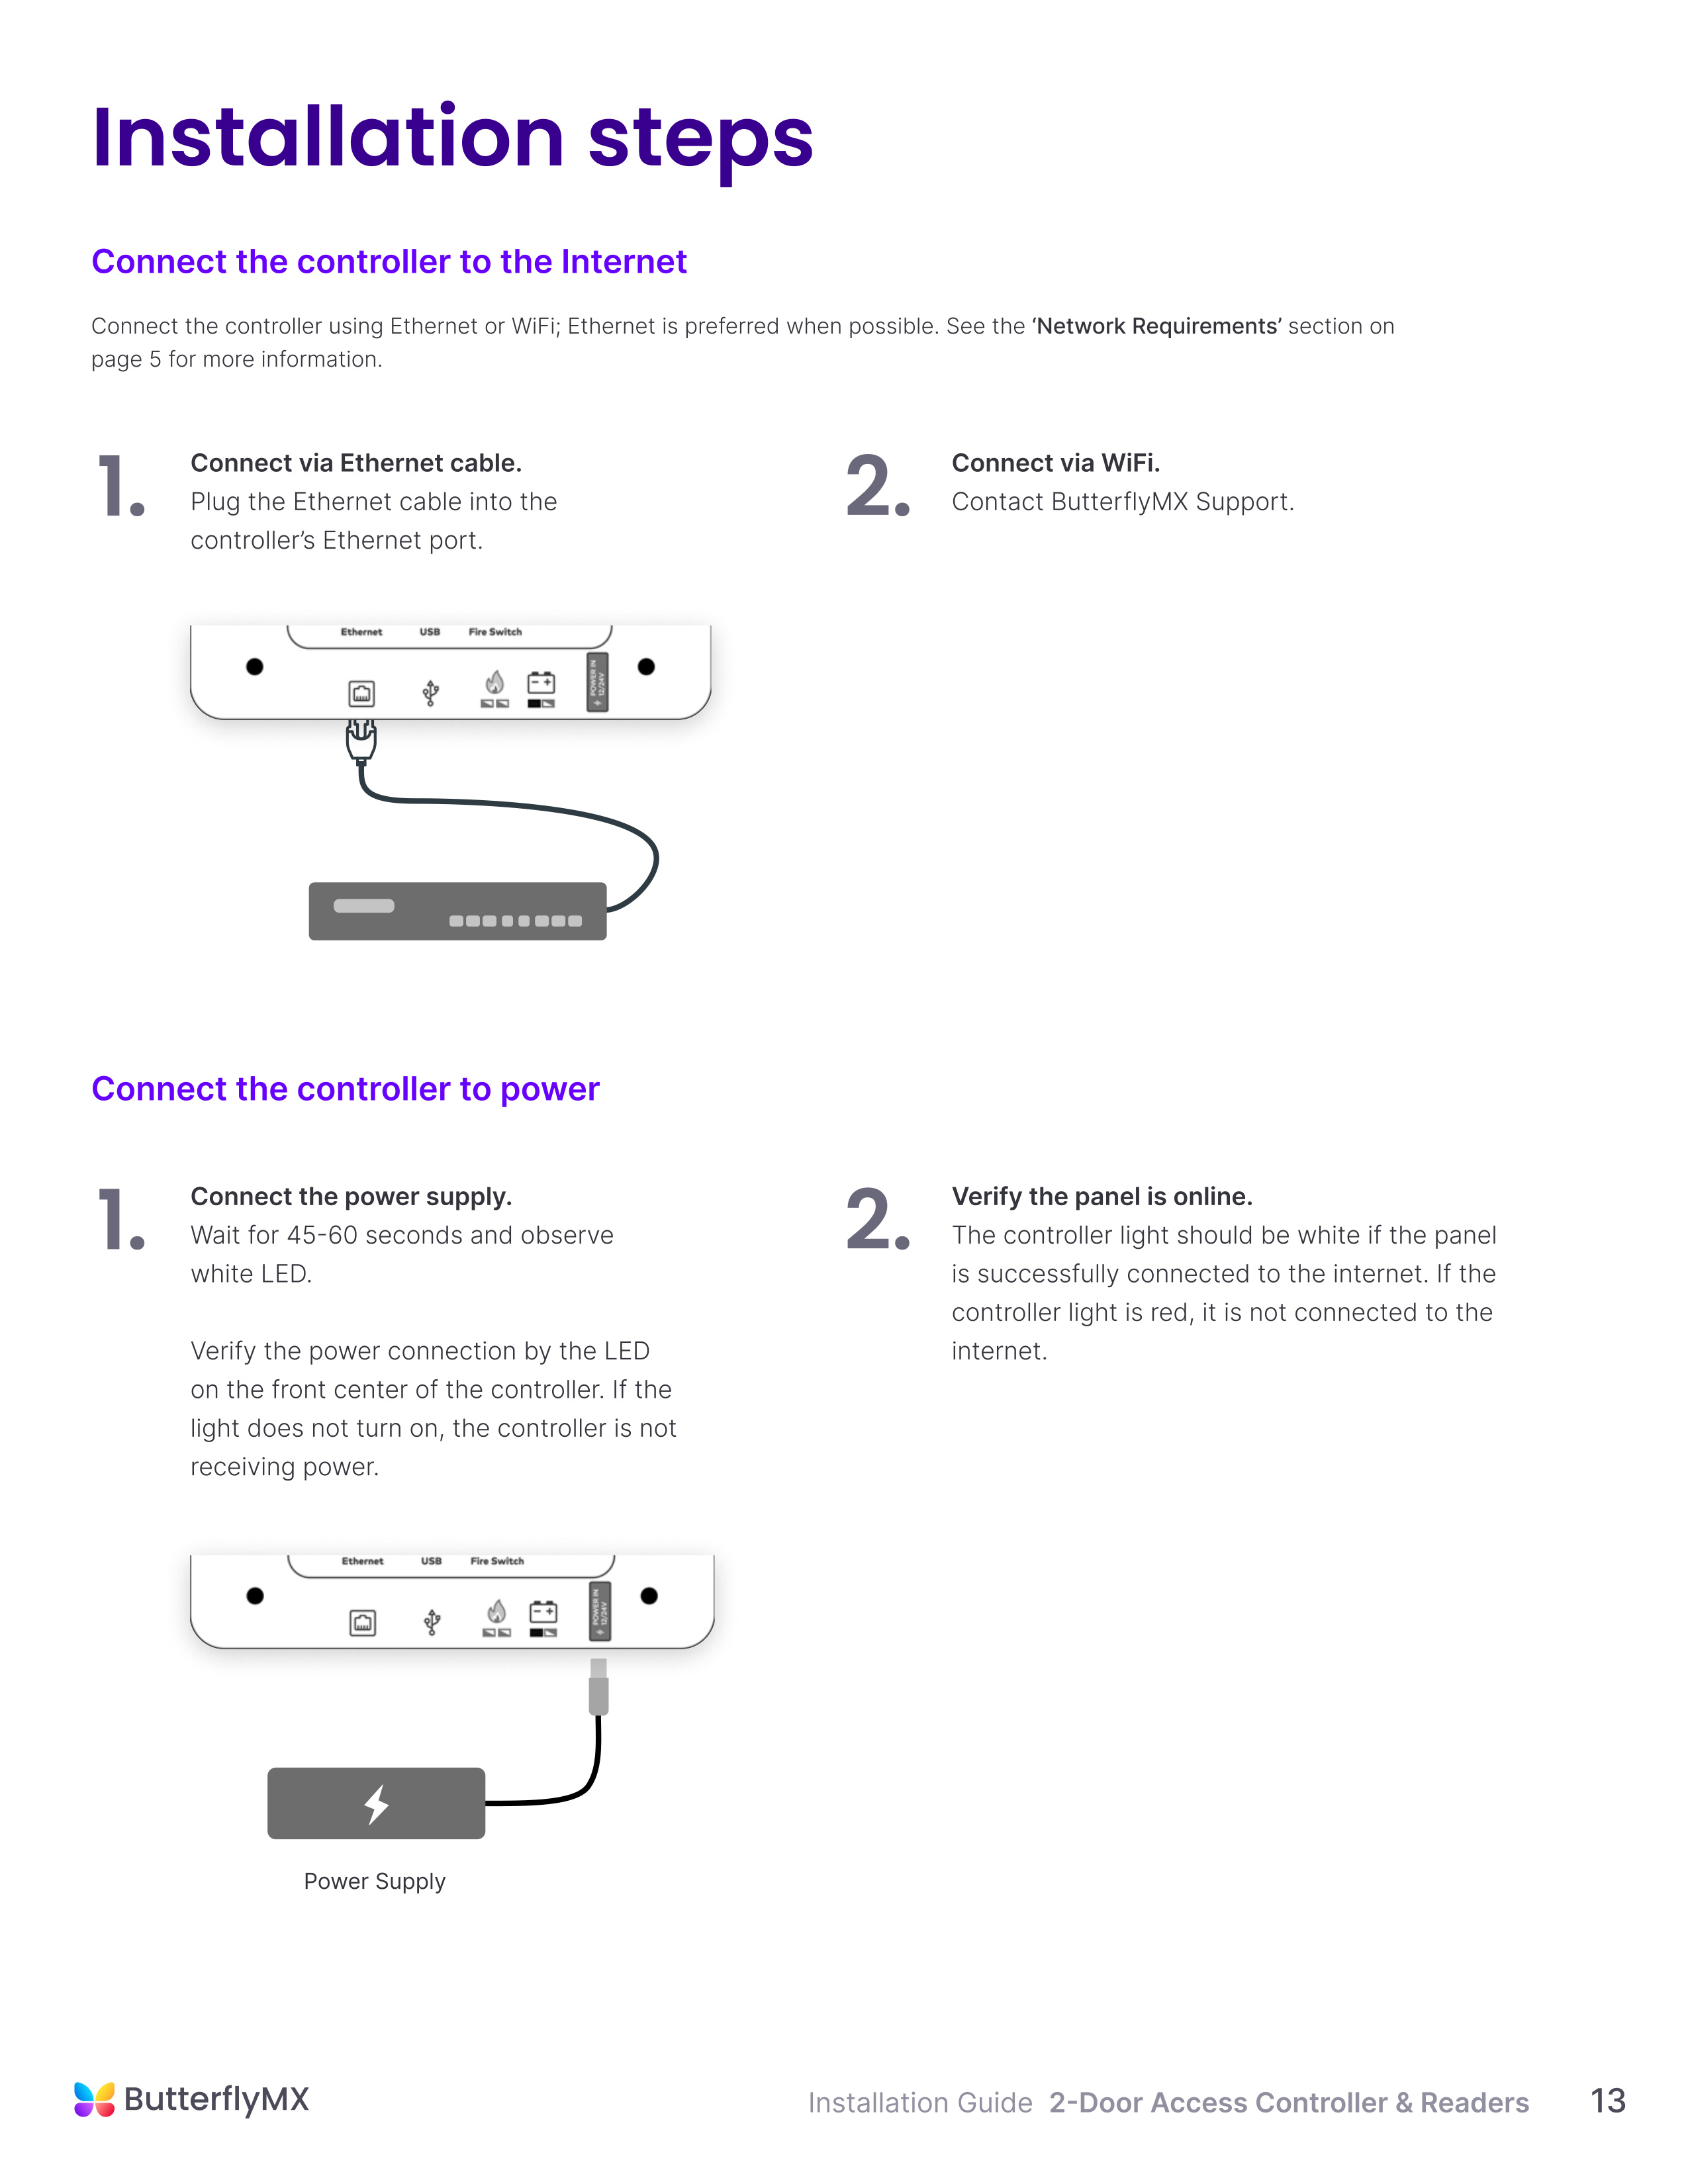 Installation steps
Connect the controller to the Internet
Connect the controller using Ethernet or WiFi; Ethernet is preferred when possible. See the ‘Network Requirements’ section on
page 5 for more information.
1.
Connect via Ethernet cable.
Plug the Ethernet cable into the
controller’s Ethernet port.
2.
Connect via WiFi.
Contact ButterflyMX Support.
Ethernet USB Fire Switch
POWER IN
12/24V
Connect the controller to power
1.
Connect the power supply.
Wait for 45-60 seconds and observe
white LED.
Verify the power connection by the LED
on the front center of the controller. If the
light does not turn on, the controller is not
receiving power.
2.
Verify the panel is online.
The controller light should be white if the panel
is successfully connected to the internet. If the
controller light is red, it is not connected to the
internet.
Ethernet USB Fire Switch
POWER IN
12/24V
Power Supply
ButterflyMX
Installation Guide 2-Door Access Controller & Readers 13